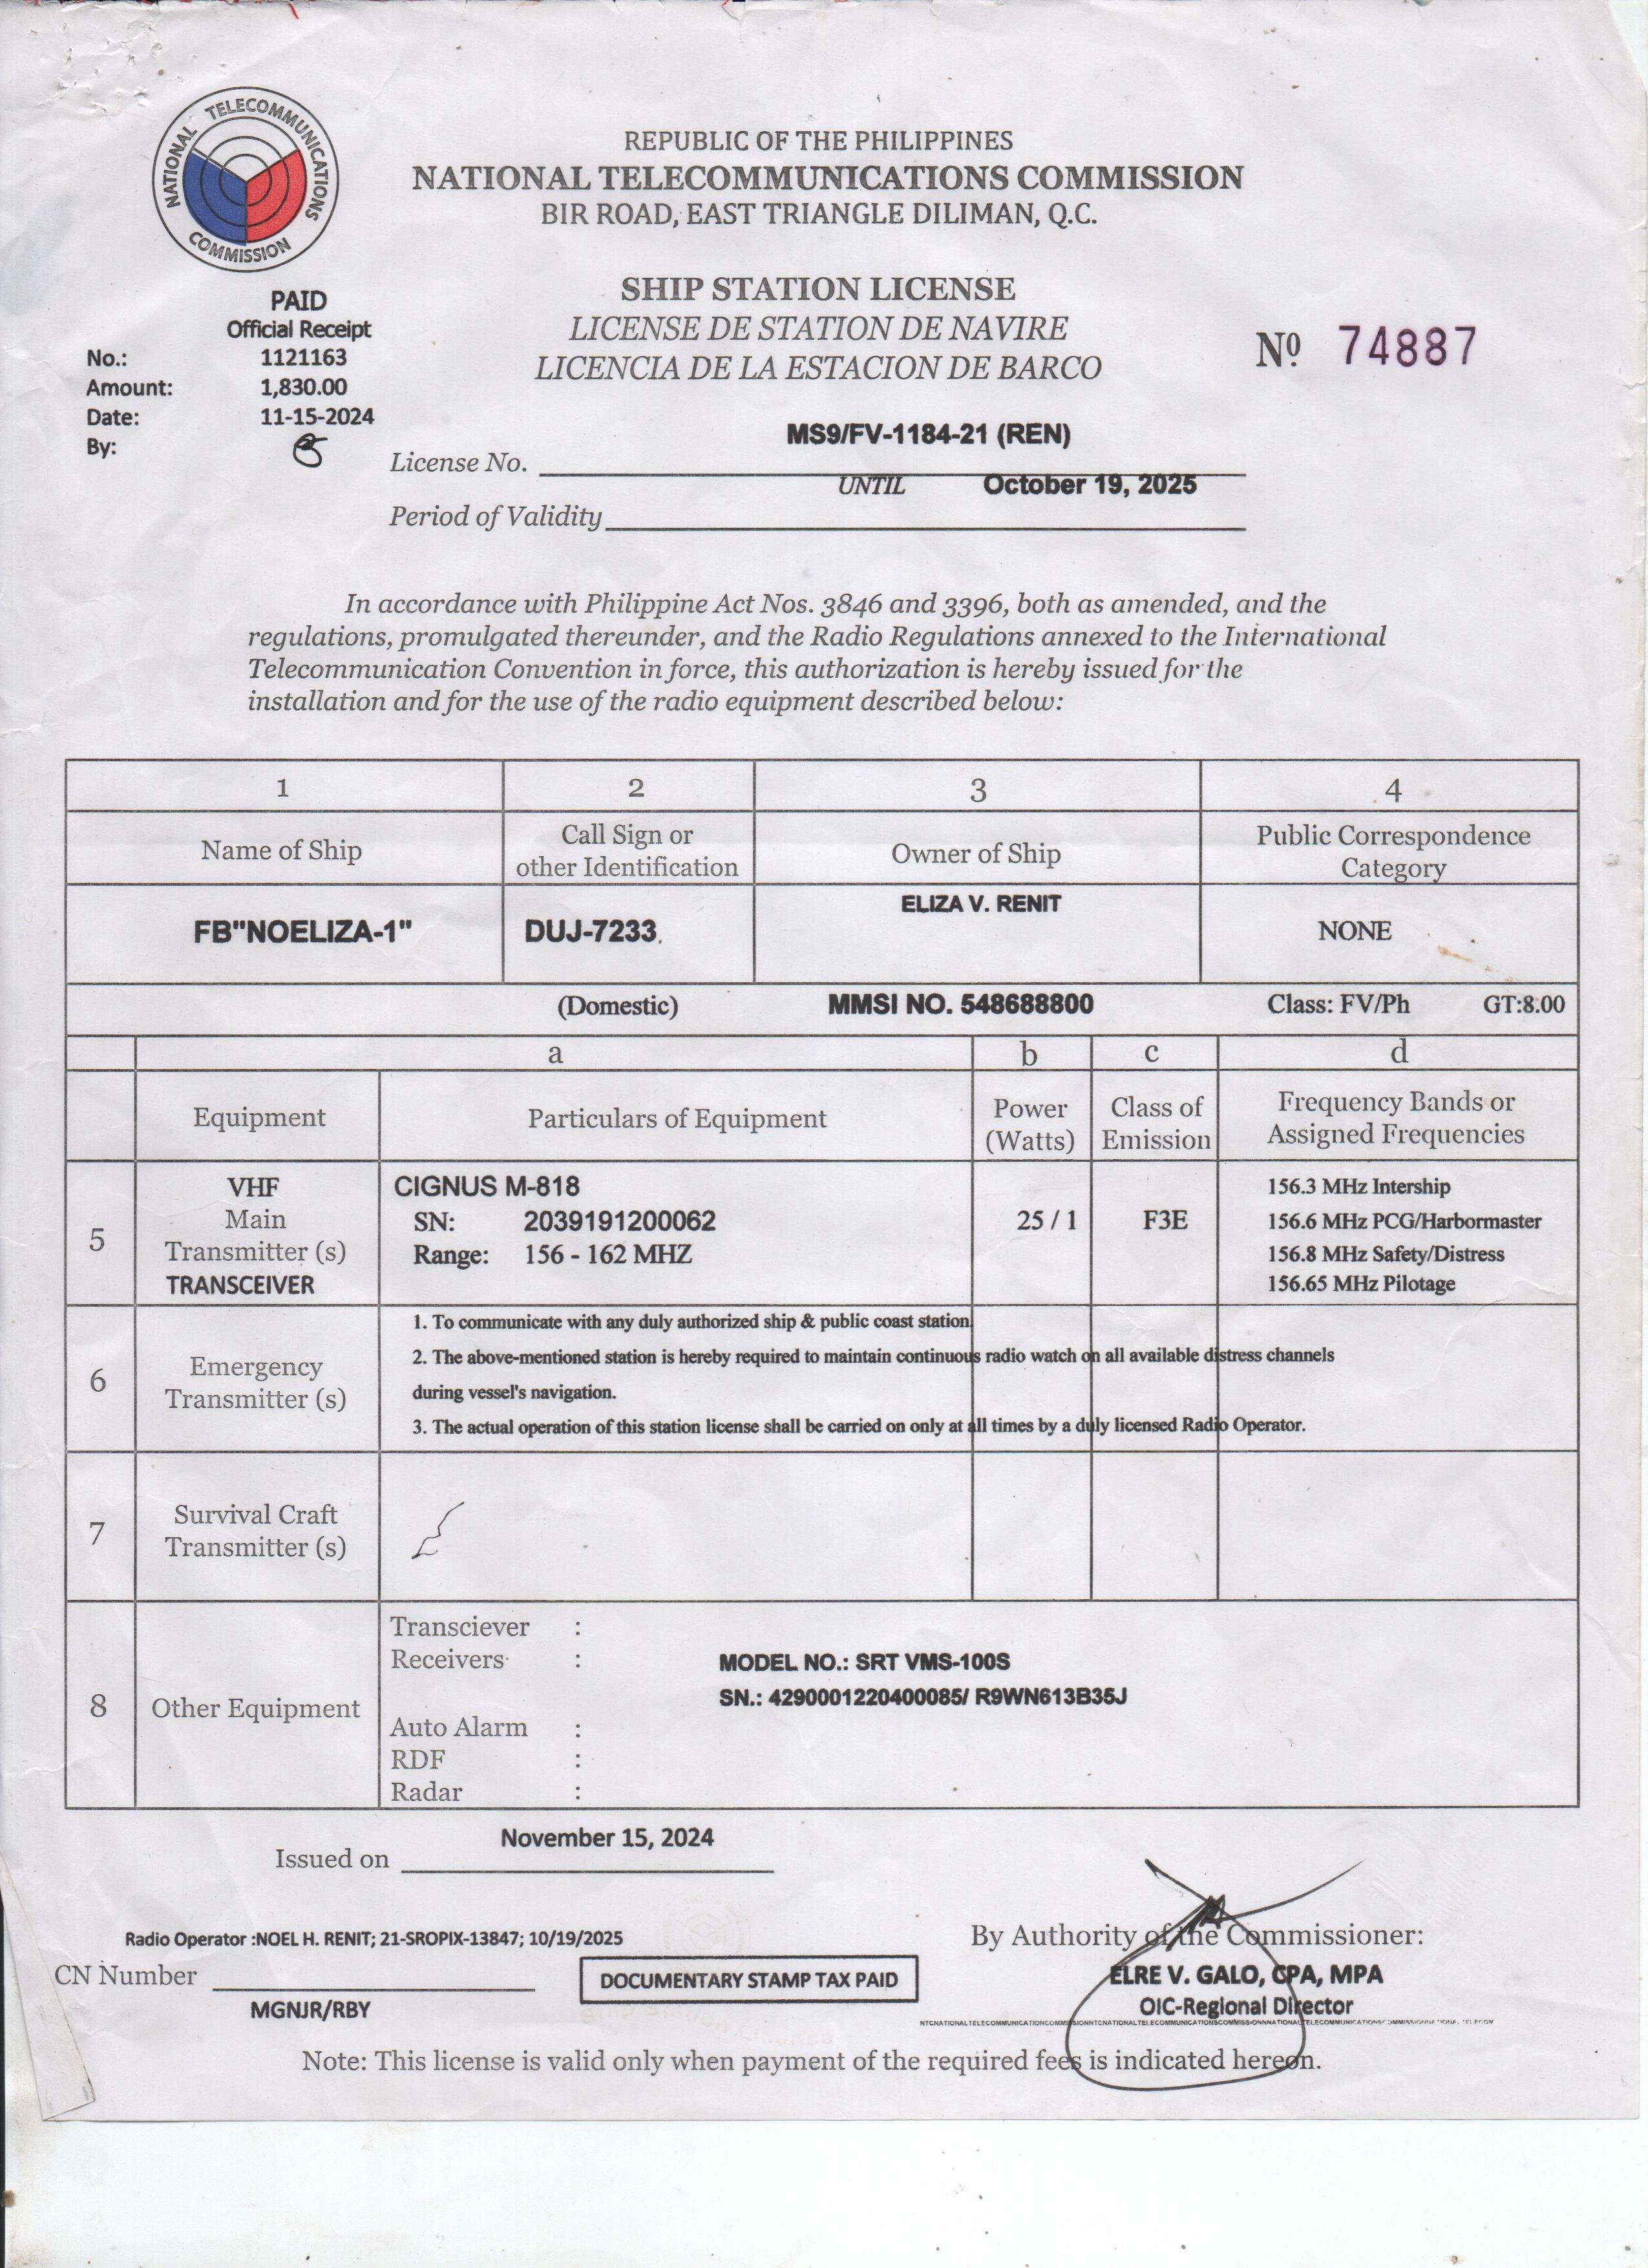 NATIONAL TELECOMMUNICATIONS COMMISSION
REPUBLIC OF THE PHILIPPINES
NATIONAL TELECOMMUNICATIONS COMMISSION
BIR ROAD, EAST TRIANGLE DILIMAN, Q.C.
PAID
Official Receipt
No.: 1121163
Amount: 1,830.00
Date: 11-15-2024
By:
SHIP STATION LICENSE
LICENSE DE STATION DE NAVIRE
LICENCIA DE LA ESTACION DE BARCO
Nº 74887
MS9/FV-1184-21 (REN)
License No.
UNTIL October 19, 2025
Period of Validity
In accordance with Philippine Act Nos. 3846 and 3396, both as amended, and the
regulations, promulgated thereunder, and the Radio Regulations annexed to the International
Telecommunication Convention in force, this authorization is hereby issued for the
installation and for the use of the radio equipment described below:
1 2 3 4
Name of Ship
Call Sign or
other Identification
Owner of Ship
Public Correspondence
Category
FB"NOELIZA-1"
DUJ-7233
ELIZA V. RENIT
NONE
(Domestic) MMSI NO. 548688800 Class: FV/Ph GT:8.00
a b c d
Equipment
Particulars of Equipment
Power
(Watts)
Class of
Emission
Frequency Bands or
Assigned Frequencies
5
VHF
Main
Transmitter (s)
TRANSCEIVER
CIGNUS M-818
SN: 2039191200062
Range: 156 - 162 MHZ
25 / 1
F3E
156.3 MHz Intership
156.6 MHz PCG/Harbormaster
156.8 MHz Safety/Distress
156.65 MHz Pilotage
6
Emergency
Transmitter (s)
1. To communicate with any duly authorized ship & public coast station.
2. The above-mentioned station is hereby required to maintain continuous radio watch on all available distress channels
during vessel's navigation.
3. The actual operation of this station license shall be carried on only at all times by a duly licensed Radio Operator.
7
Survival Craft
Transmitter (s)
8
Other Equipment
Transciever :
Receivers :
MODEL NO.: SRT VMS-100S
SN.: 4290001220400085/ R9WN613B35J
Auto Alarm :
RDF :
Radar :
November 15, 2024
Issued on
Radio Operator :NOEL H. RENIT; 21-SROPIX-13847; 10/19/2025
CN Number
MGNJR/RBY
DOCUMENTARY STAMP TAX PAID
By Authority of the Commissioner:
ELRE V. GALO, CPA, MPA
OIC-Regional Director
Note: This license is valid only when payment of the required fees is indicated hereon.